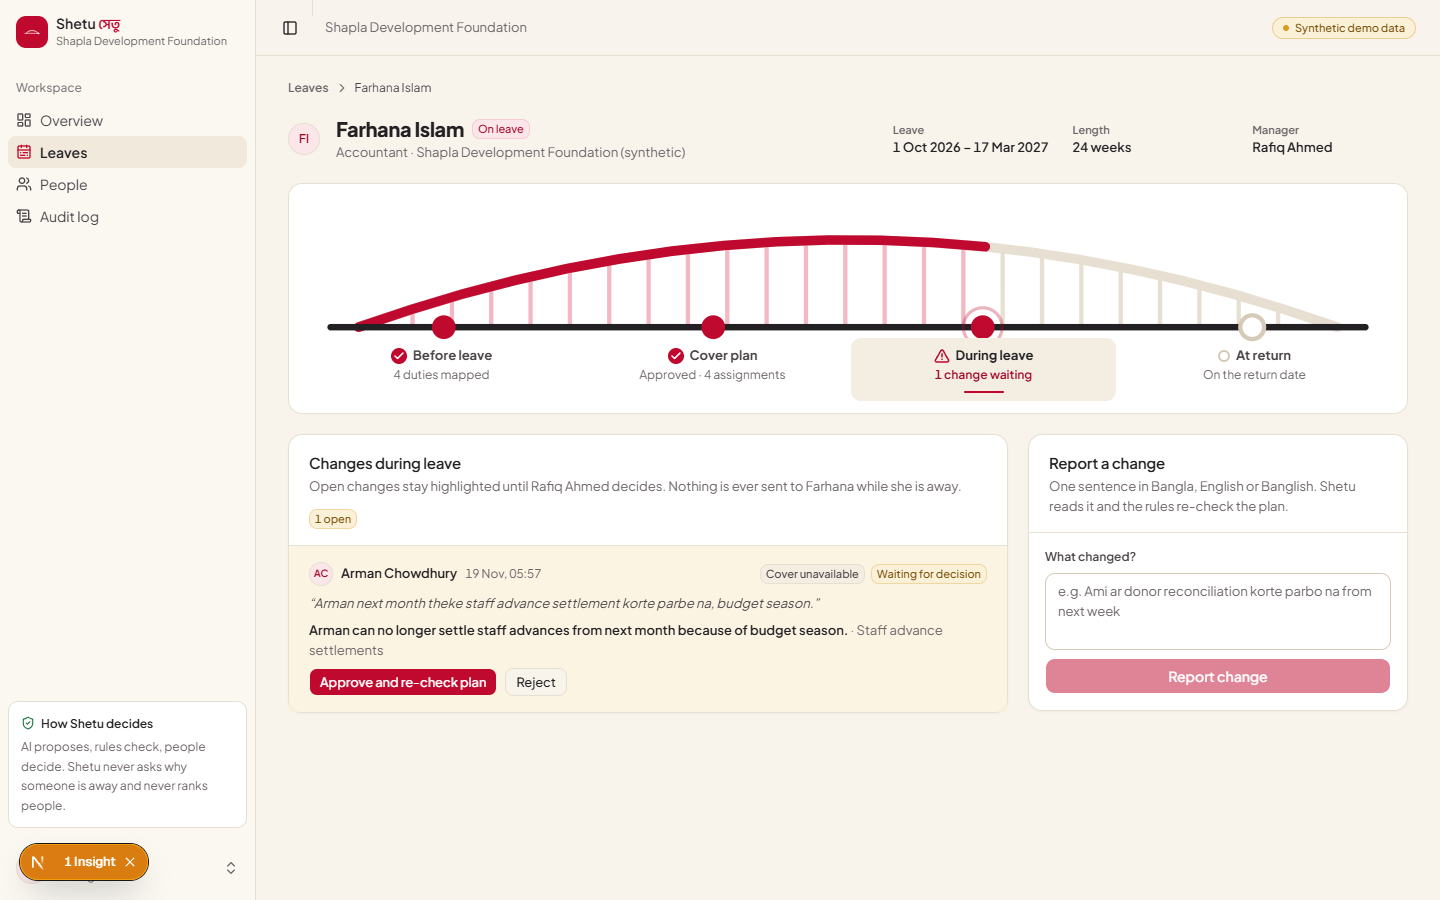 Shetu সেতু
Shapla Development Foundation
Workspace
Overview
Leaves
People
Audit log
How Shetu decides
AI proposes, rules check, people
decide. Shetu never asks why
someone is away and never ranks
people.
1 Insight
Shapla Development Foundation
Synthetic demo data
Leaves
Farhana Islam
FI
Farhana Islam
On leave
Accountant · Shapla Development Foundation (synthetic)
Leave
1 Oct 2026 – 17 Mar 2027
Length
24 weeks
Manager
Rafiq Ahmed
Before leave
4 duties mapped
Cover plan
Approved · 4 assignments
During leave
1 change waiting
At return
On the return date
Changes during leave
Open changes stay highlighted until Rafiq Ahmed decides. Nothing is ever sent to Farhana while she is away.
1 open
AC
Arman Chowdhury
19 Nov, 05:57
Cover unavailable
Waiting for decision
“Arman next month theke staff advance settlement korte parbe na, budget season.”
Arman can no longer settle staff advances from next month because of budget season. · Staff advance
settlements
Approve and re-check plan
Reject
Report a change
One sentence in Bangla, English or Banglish. Shetu
reads it and the rules re-check the plan.
What changed?
e.g. Ami ar donor reconciliation korte parbo na from
next week
Report change